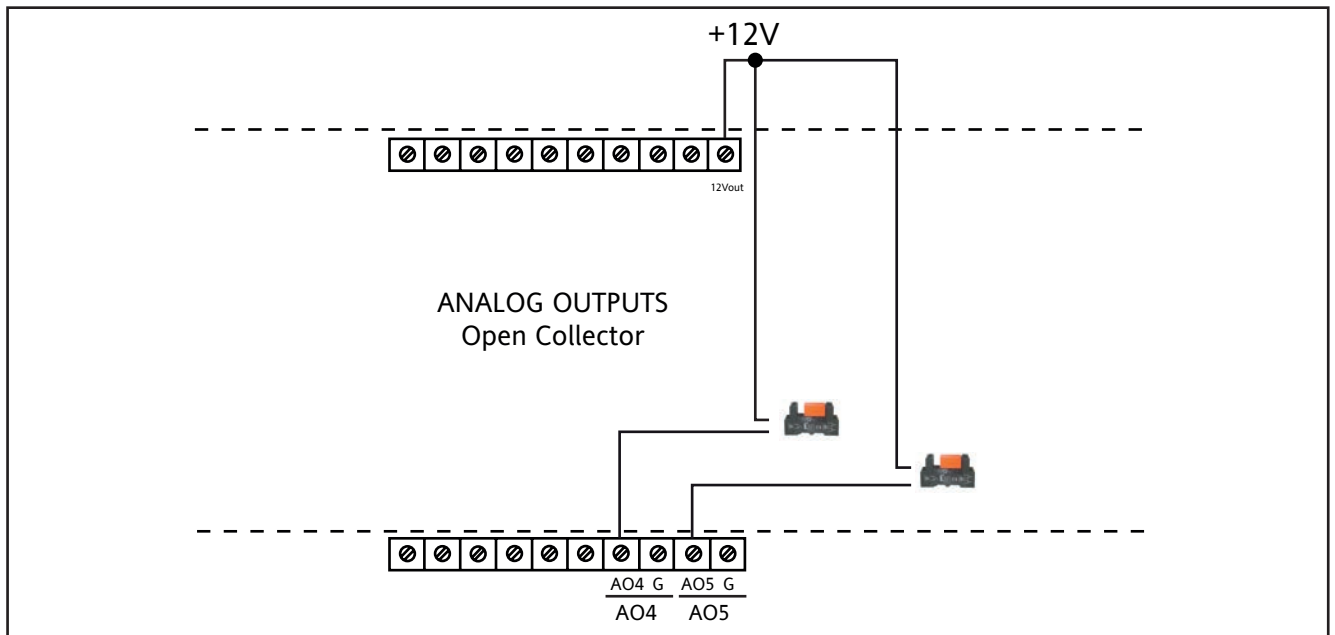 +12V
12Vout
ANALOG OUTPUTS
Open Collector
AO4 G AO5 G
AO4 AO5